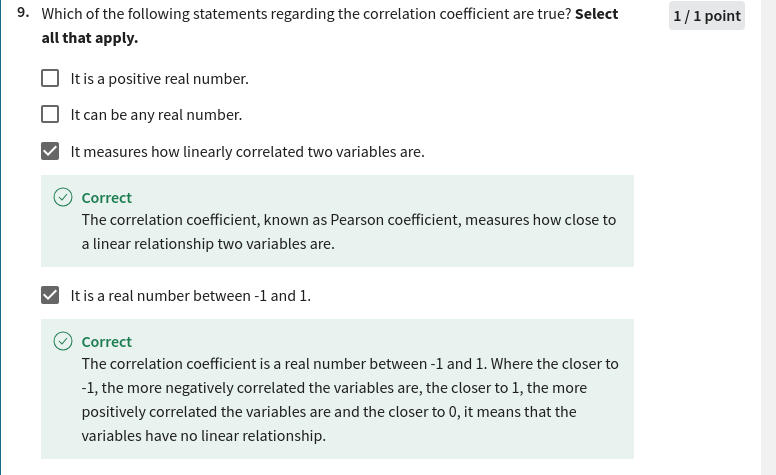 9. Which of the following statements regarding the correlation coefficient are true? Select
all that apply.
1 / 1 point
It is a positive real number.
It can be any real number.
It measures how linearly correlated two variables are.
Correct
The correlation coefficient, known as Pearson coefficient, measures how close to
a linear relationship two variables are.
It is a real number between -1 and 1.
Correct
The correlation coefficient is a real number between -1 and 1. Where the closer to
-1, the more negatively correlated the variables are, the closer to 1, the more
positively correlated the variables are and the closer to 0, it means that the
variables have no linear relationship.